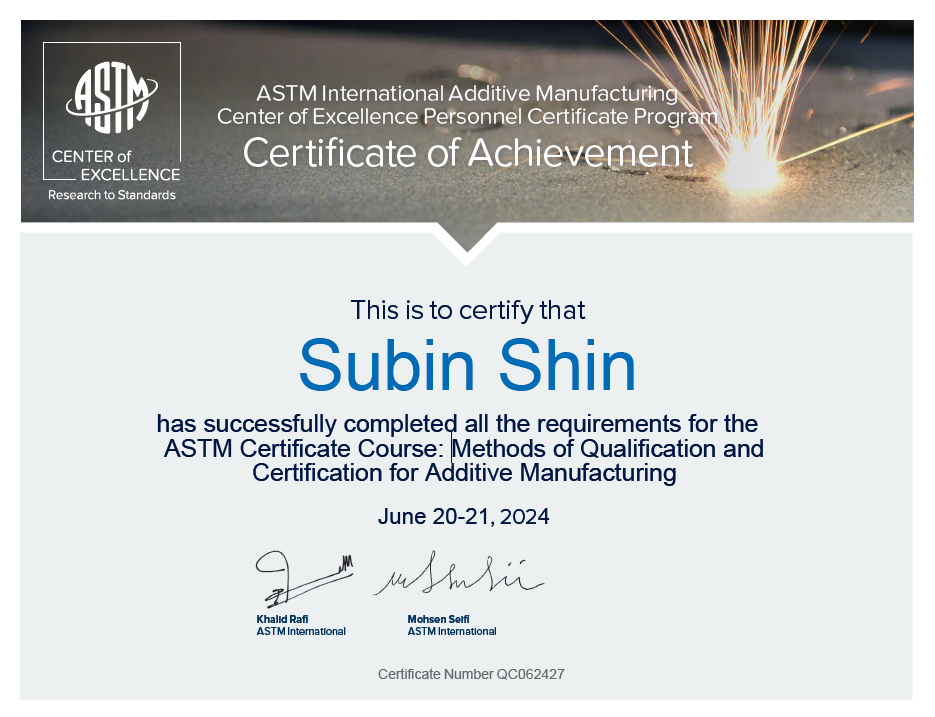 ASTM
CENTER of
EXCELLENCE
Research to Standards
ASTM International Additive Manufacturing
Center of Excellence Personnel Certificate Program
Certificate of Achievement
This is to certify that
Subin Shin
has successfully completed all the requirements for the
ASTM Certificate Course: Methods of Qualification and
Certification for Additive Manufacturing
June 20-21, 2024
Khalid Rafi
ASTM International
Mohsen Seifi
ASTM International
Certificate Number QC062427